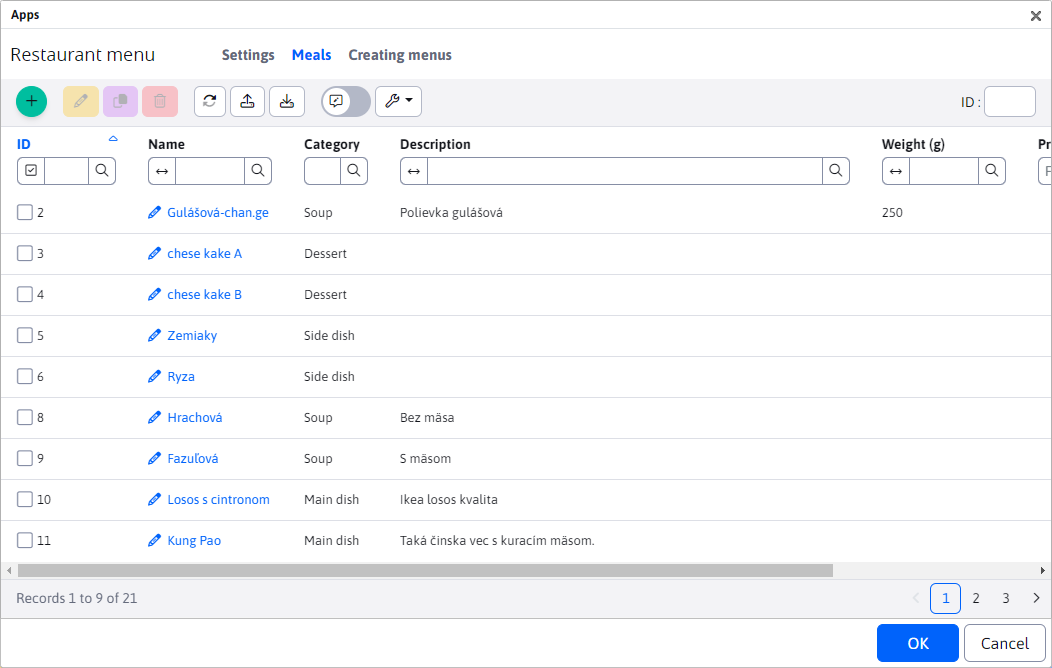 Apps
Restaurant menu Settings Meals Creating menus
ID :
ID Name Category Description Weight (g) Pr
2 Gulášová-chan.ge Soup Polievka gulášová 250
3 chese kake A Dessert
4 chese kake B Dessert
5 Zemiaky Side dish
6 Ryza Side dish
8 Hrachová Soup Bez mäsa
9 Fazuľová Soup S mäsom
10 Losos s cintronom Main dish Ikea losos kvalita
11 Kung Pao Main dish Taká činska vec s kuracím mäsom.
Records 1 to 9 of 21 1 2 3
OK Cancel